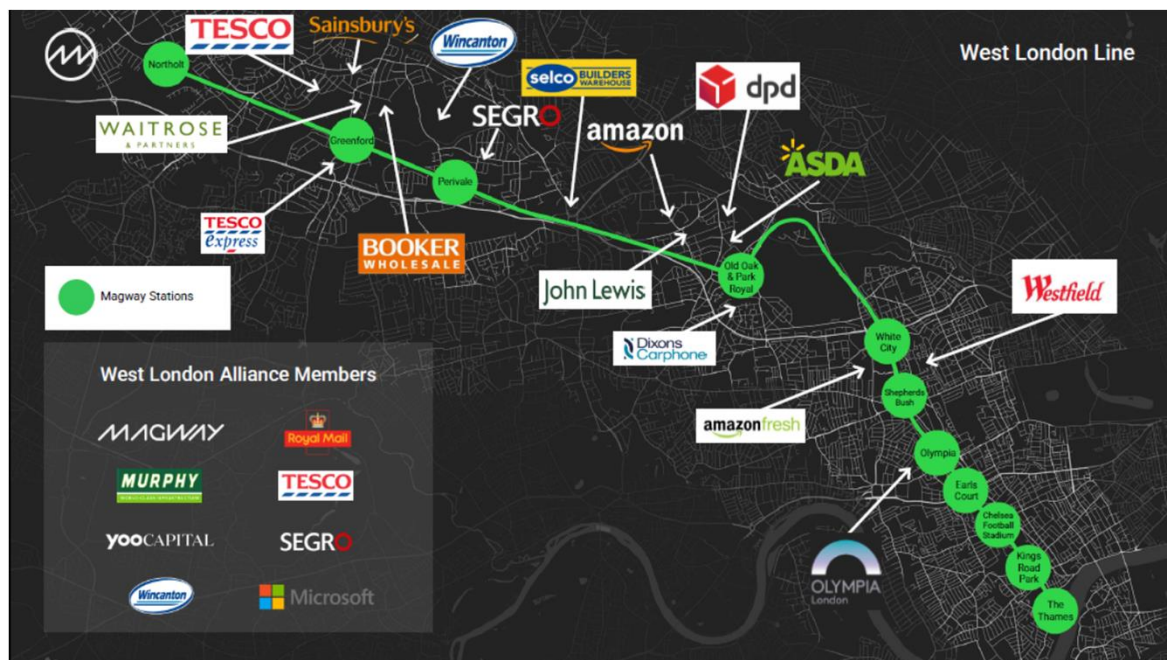 TESCO
Sainsbury's
Wincanton
West London Line
Northolt
selco BUILDERS
WAREHOUSE
dpd
SEGRO
WAITROSE
& PARTNERS
amazon
Greenford
ASDA
Perivale
TESCO
express
BOOKER
WHOLESALE
Old Oak
& Park
Royal
John Lewis
Westfield
Magway Stations
Dixons
Carphone
White
City
West London Alliance Members
Shepherds
Bush
amazonfresh
MAGWAY
Royal Mail
Olympia
MURPHY
TESCO
Earls
Court
Chelsea
Football
Stadium
YOOCAPITAL
SEGRO
Kings
Road
Park
OLYMPIA
London
Wincanton
Microsoft
The
Thames